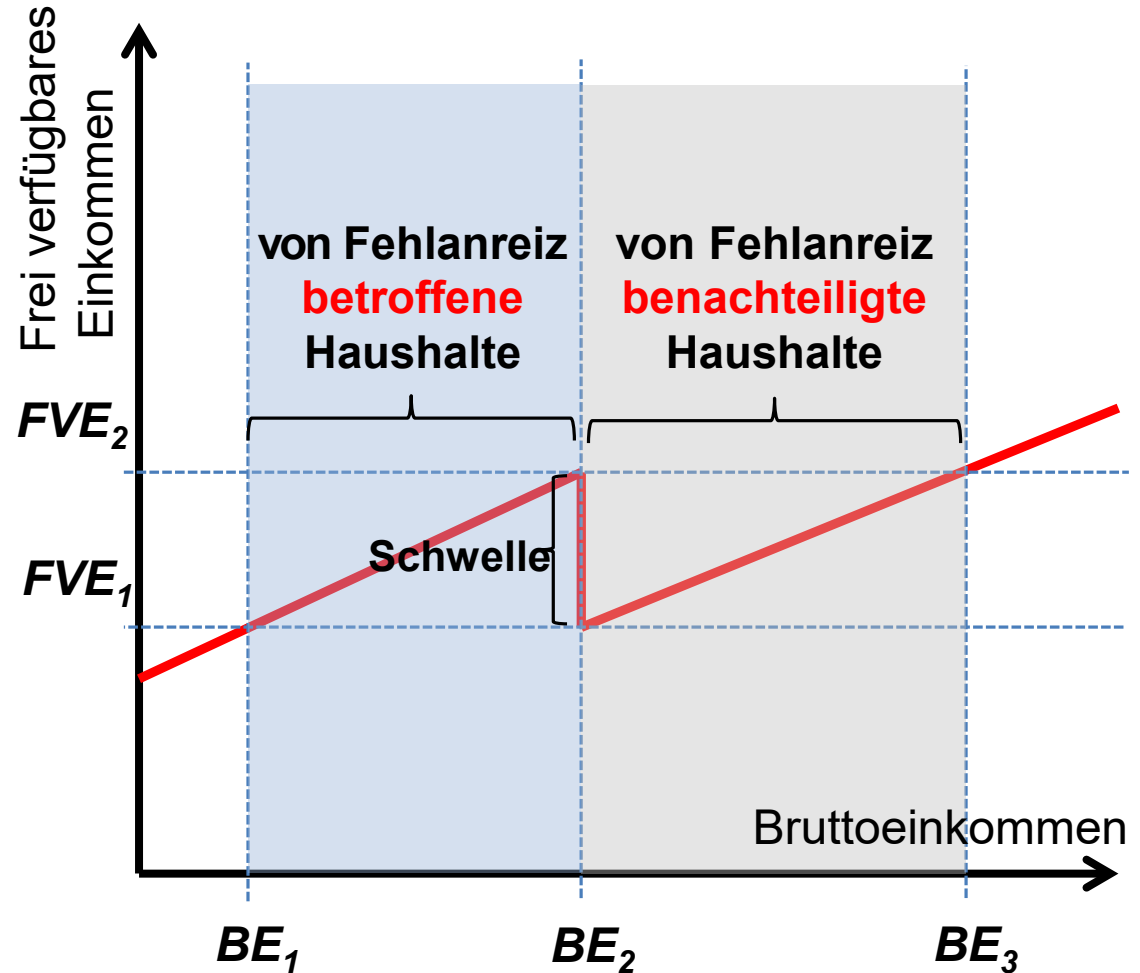 Frei verfügbares
Einkommen
von Fehlanreiz
betroffene
Haushalte
von Fehlanreiz
benachteiligte
Haushalte
FVE₂
Schwelle
FVE₁
Bruttoeinkommen
BE₁
BE₂
BE₃